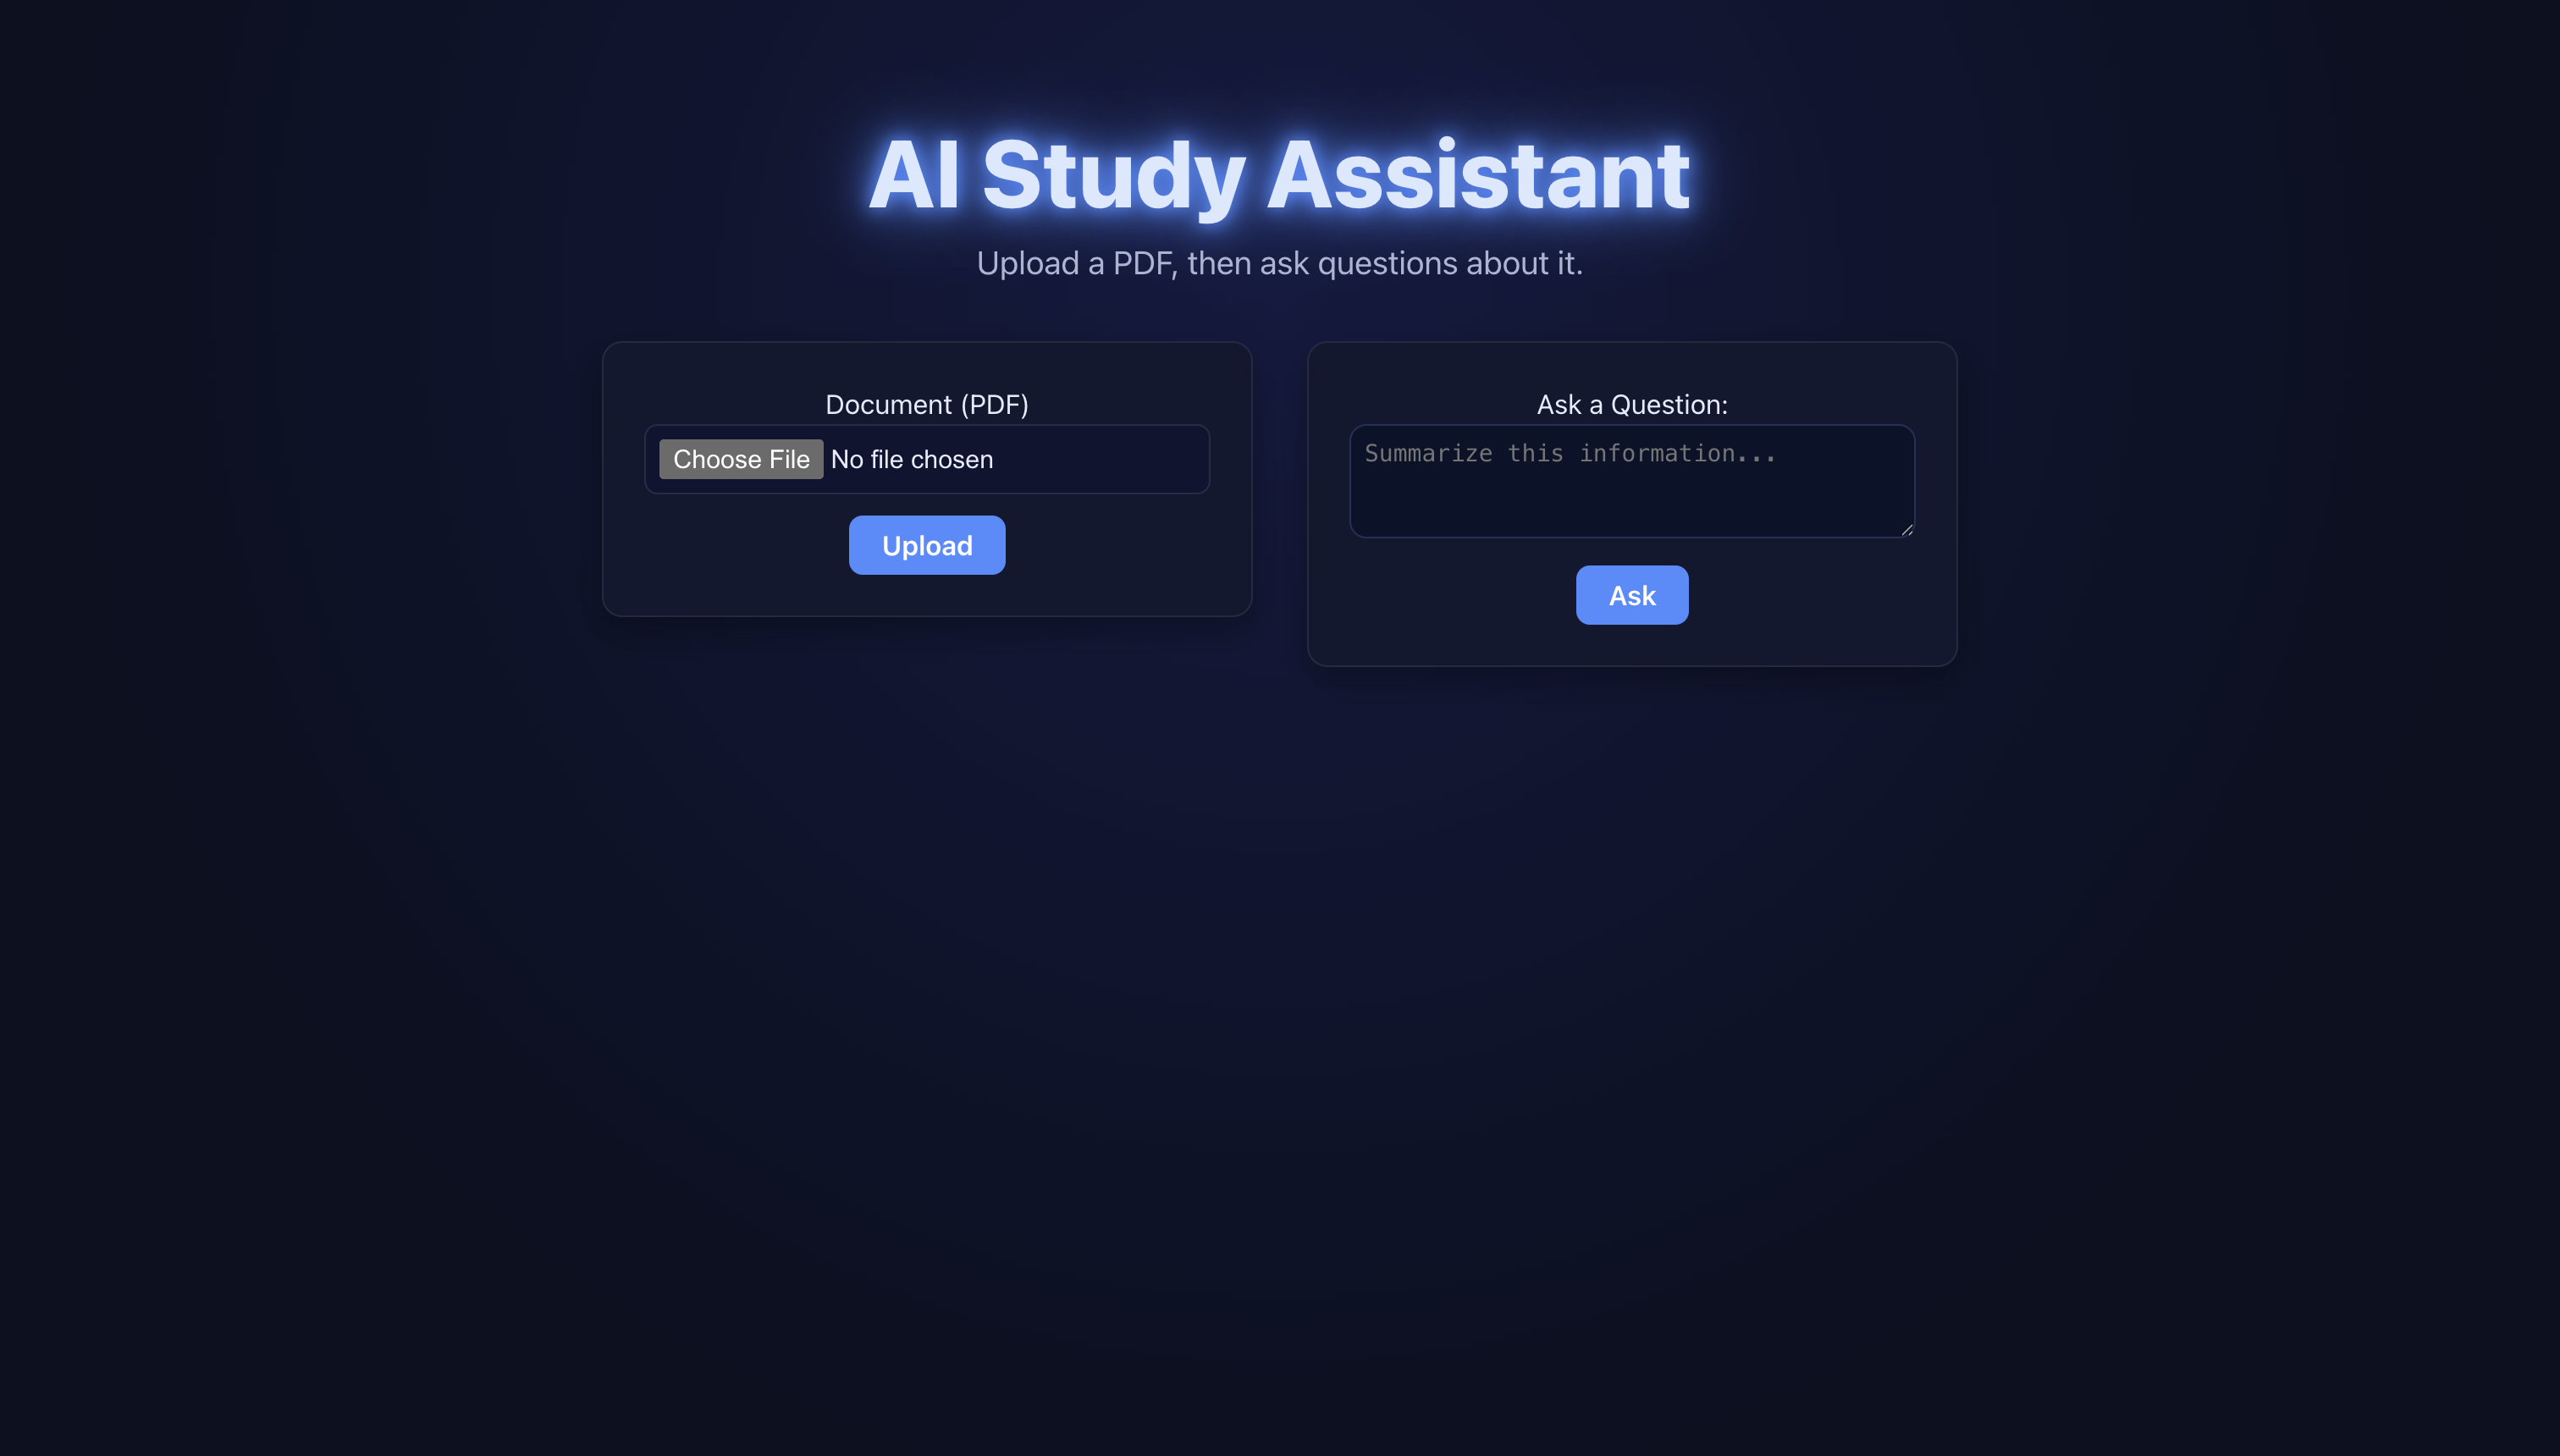 AI Study Assistant
Upload a PDF, then ask questions about it.
Document (PDF)
Choose File No file chosen
Upload
Ask a Question:
Summarize this information...
Ask